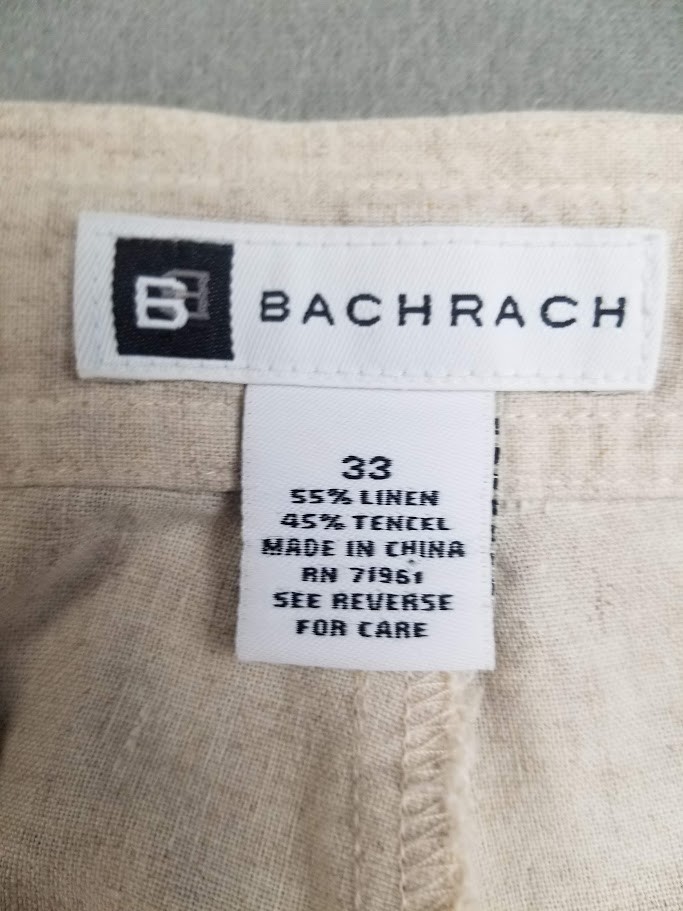 B BACHRACH
33
55% LINEN
45% TENCEL
MADE IN CHINA
RN 71961
SEE REVERSE
FOR CARE